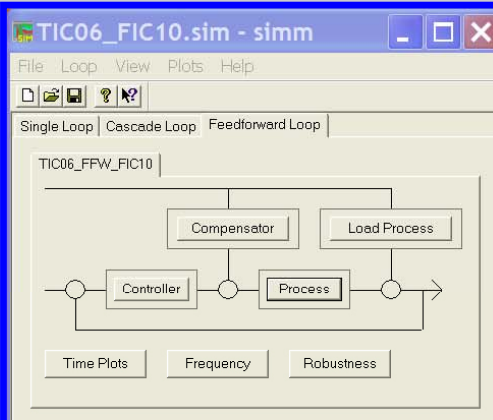 TIC06_FIC10.sim - simm
File Loop View Plots Help
Single Loop Cascade Loop Feedforward Loop
TIC06_FFW_FIC10
Compensator Load Process
Controller Process
Time Plots Frequency Robustness